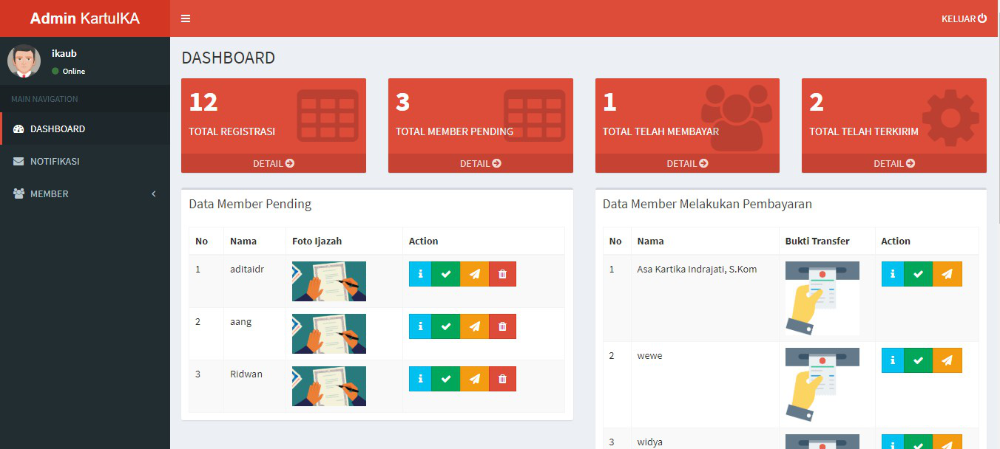 Admin KartuIKA
KELUAR
ikaub
Online
MAIN NAVIGATION
DASHBOARD
NOTIFIKASI
MEMBER
DASHBOARD
12
TOTAL REGISTRASI
DETAIL
3
TOTAL MEMBER PENDING
DETAIL
1
TOTAL TELAH MEMBAYAR
DETAIL
2
TOTAL TELAH TERKIRIM
DETAIL
Data Member Pending
No Nama Foto Ijazah Action
1 aditaidr
2 aang
3 Ridwan
Data Member Melakukan Pembayaran
No Nama Bukti Transfer Action
1 Asa Kartika Indrajati, S.Kom
2 wewe
3 widya